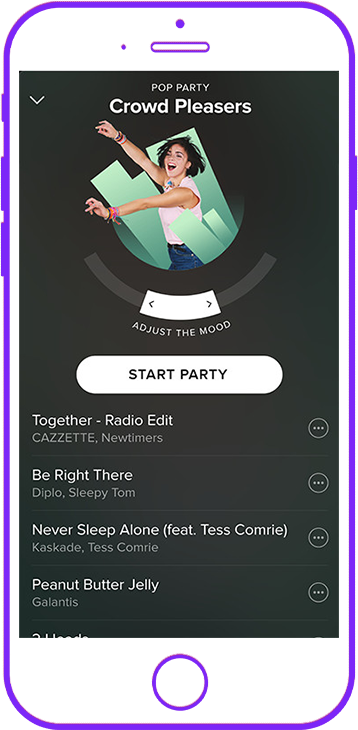 POP PARTY
Crowd Pleasers
ADJUST THE MOOD
START PARTY
Together - Radio Edit
CAZZETTE, Newtimers
Be Right There
Diplo, Sleepy Tom
Never Sleep Alone (feat. Tess Comrie)
Kaskade, Tess Comrie
Peanut Butter Jelly
Galantis